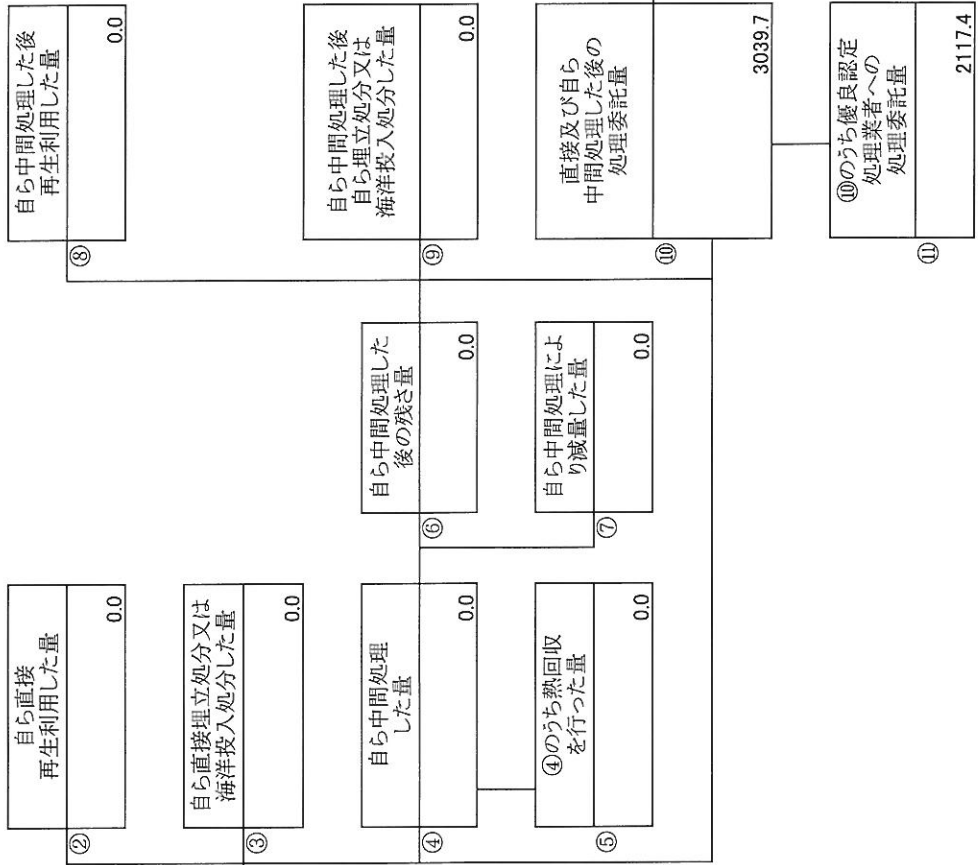 ②
自ら直接
再生利用した量
0.0
③
自ら直接埋立処分又は
海洋投入処分した量
0.0
④
自ら中間処理
した量
0.0
⑤
④のうち熱回収
を行った量
0.0
⑥
自ら中間処理した
後の残さ量
0.0
⑦
自ら中間処理によ
り減量した量
0.0
⑧
自ら中間処理した後
再生利用した量
0.0
⑨
自ら中間処理した後
自ら埋立処分又は
海洋投入処分した量
0.0
⑩
直接及び自ら
中間処理した後の
処理委託量
3039.7
⑪
⑩のうち優良認定
処理業者への
処理委託量
2117.4